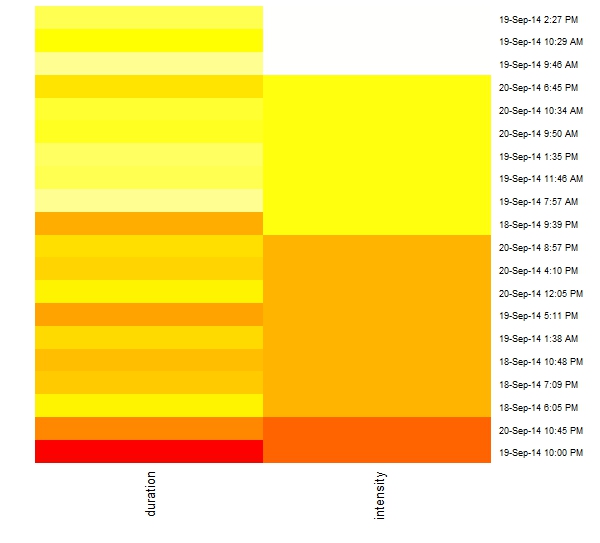 19-Sep-14 2:27 PM
19-Sep-14 10:29 AM
19-Sep-14 9:46 AM
20-Sep-14 6:45 PM
20-Sep-14 10:34 AM
20-Sep-14 9:50 AM
19-Sep-14 1:35 PM
19-Sep-14 11:46 AM
19-Sep-14 7:57 AM
18-Sep-14 9:39 PM
20-Sep-14 8:57 PM
20-Sep-14 4:10 PM
20-Sep-14 12:05 PM
19-Sep-14 5:11 PM
19-Sep-14 1:38 AM
18-Sep-14 10:48 PM
18-Sep-14 7:09 PM
18-Sep-14 6:05 PM
20-Sep-14 10:45 PM
19-Sep-14 10:00 PM
duration
intensity